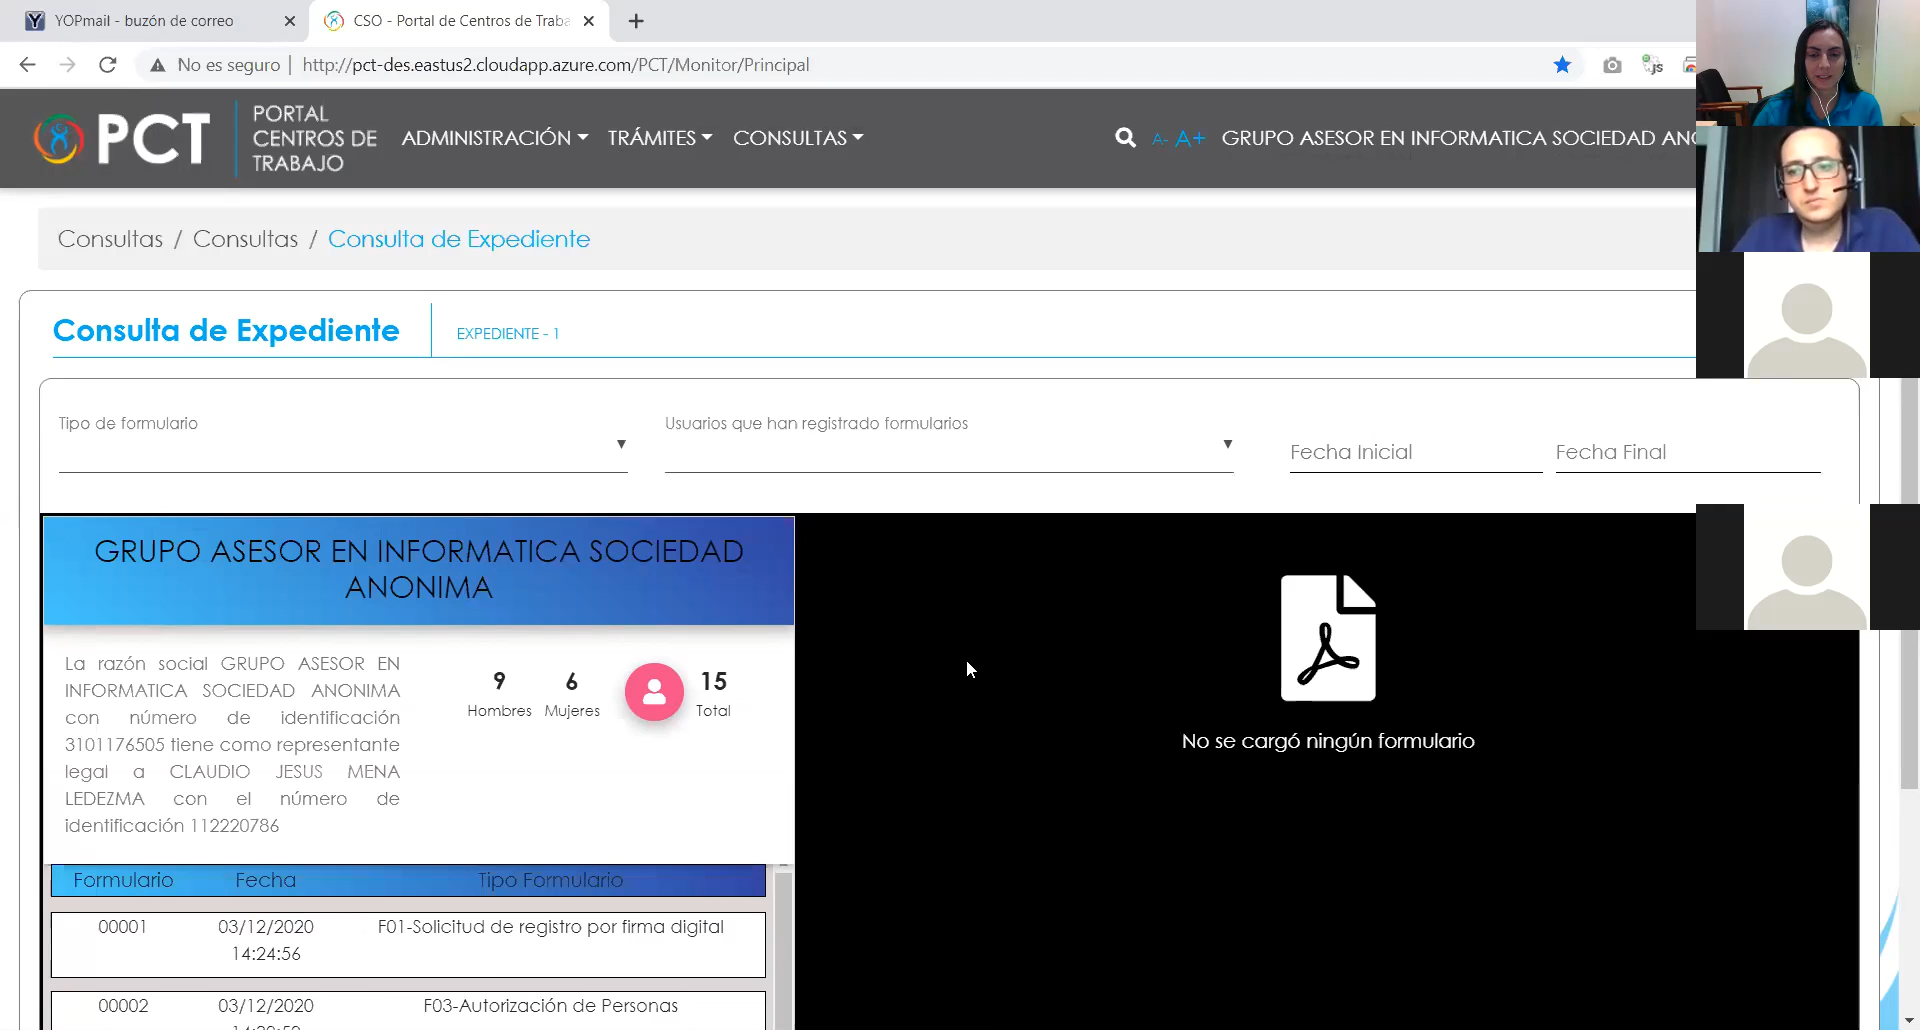 YOPmail - buzón de correo
CSO - Portal de Centros de Traba
No es seguro | http://pct-des.eastus2.cloudapp.azure.com/PCT/Monitor/Principal
PCT
PORTAL
CENTROS DE
TRABAJO
ADMINISTRACIÓN
TRÁMITES
CONSULTAS
A- A+
GRUPO ASESOR EN INFORMATICA SOCIEDAD ANO
Consultas / Consultas / Consulta de Expediente
Consulta de Expediente
EXPEDIENTE - 1
Tipo de formulario
Usuarios que han registrado formularios
Fecha Inicial
Fecha Final
GRUPO ASESOR EN INFORMATICA SOCIEDAD
ANONIMA
La razón social GRUPO ASESOR EN
INFORMATICA SOCIEDAD ANONIMA
con número de identificación
3101176505 tiene como representante
legal a CLAUDIO JESUS MENA
LEDEZMA con el número de
identificación 112220786
9 6 15
Hombres Mujeres Total
No se cargó ningún formulario
Formulario Fecha Tipo Formulario
00001 03/12/2020 F01-Solicitud de registro por firma digital
14:24:56
00002 03/12/2020 F03-Autorización de Personas